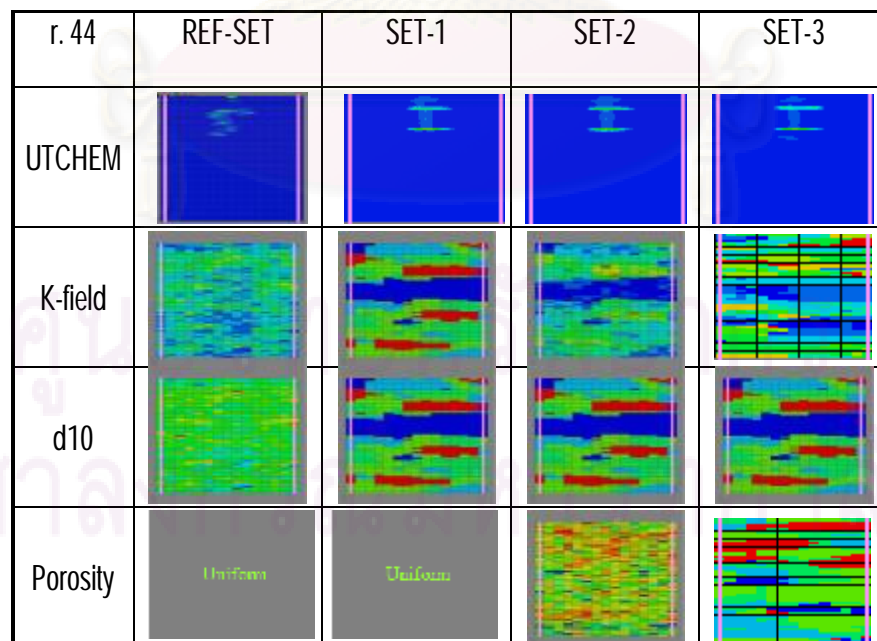 r. 44 REF-SET SET-1 SET-2 SET-3
UTCHEM
K-field
d10
Porosity Uniform Uniform